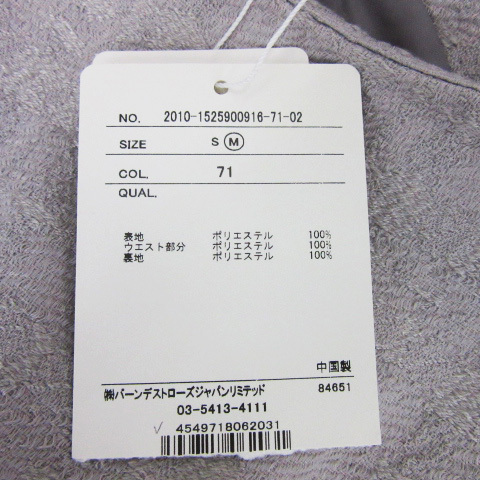 NO. 2010-1525900916-71-02
SIZE S M
COL. 71
QUAL.
表地 ポリエステル 100%
ウエスト部分 ポリエステル 100%
裏地 ポリエステル 100%
中国製
㈱バーンデストローズジャパンリミテッド 84651
03-5413-4111
4549718062031